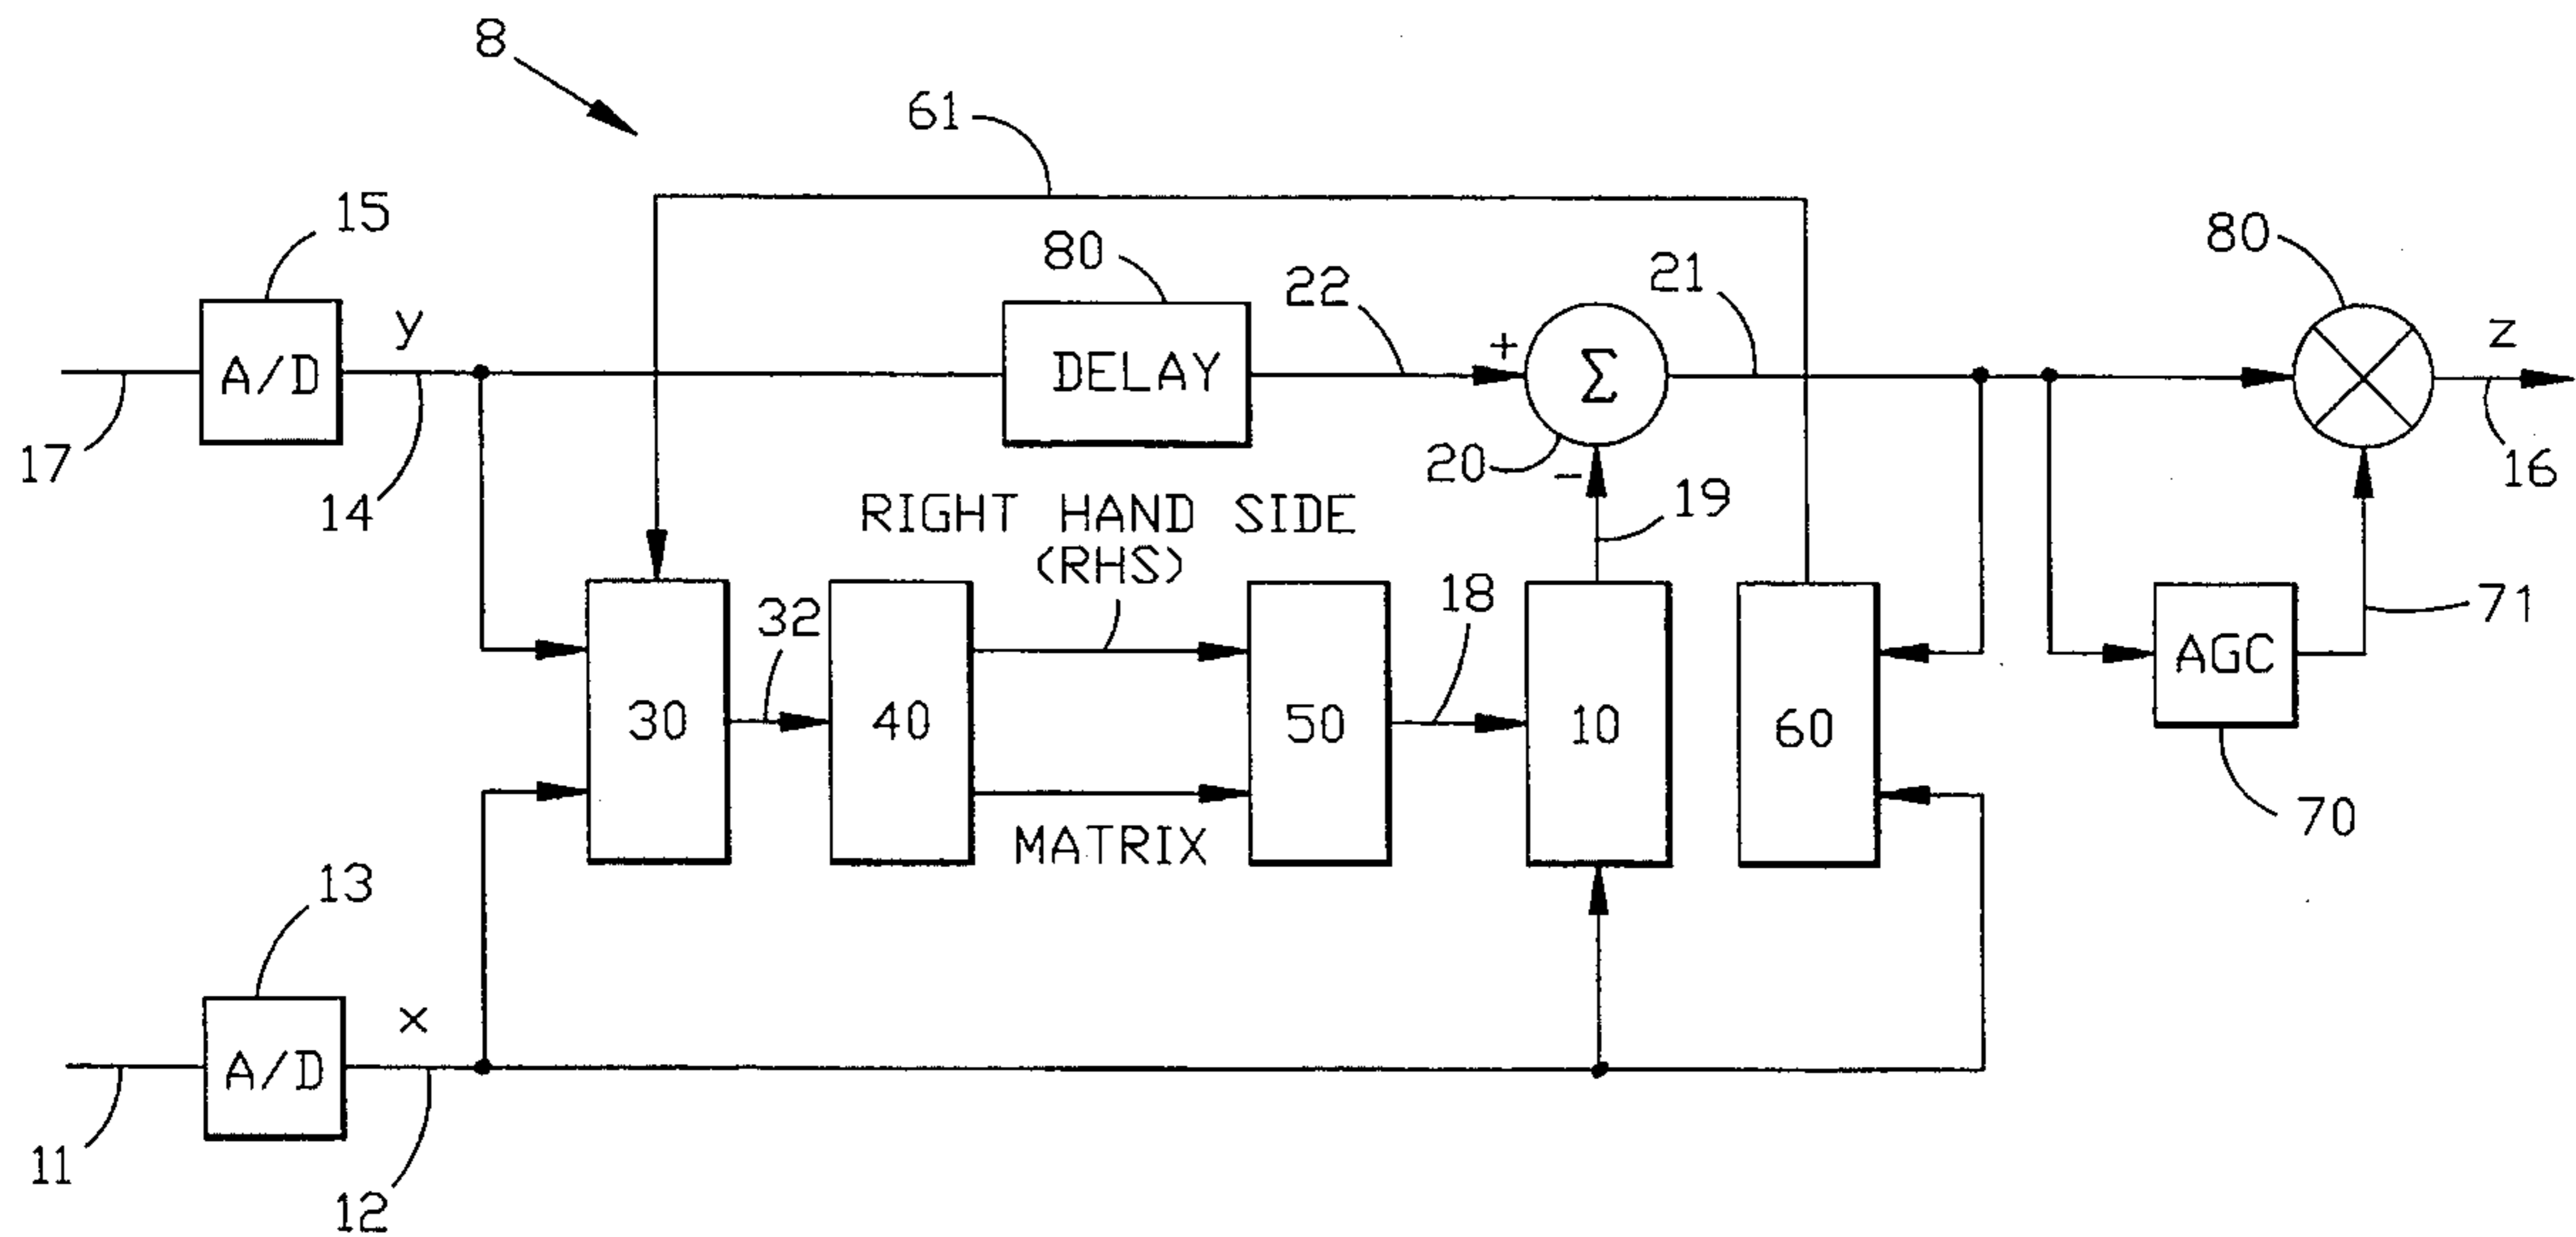 8
61
15
80
80
22
21
y
+
Σ
z
A/D
DELAY
17
14
20
−
19
16
RIGHT HAND SIDE
(RHS)
32
18
71
AGC
30
40
50
10
60
MATRIX
70
13
x
A/D
11
12